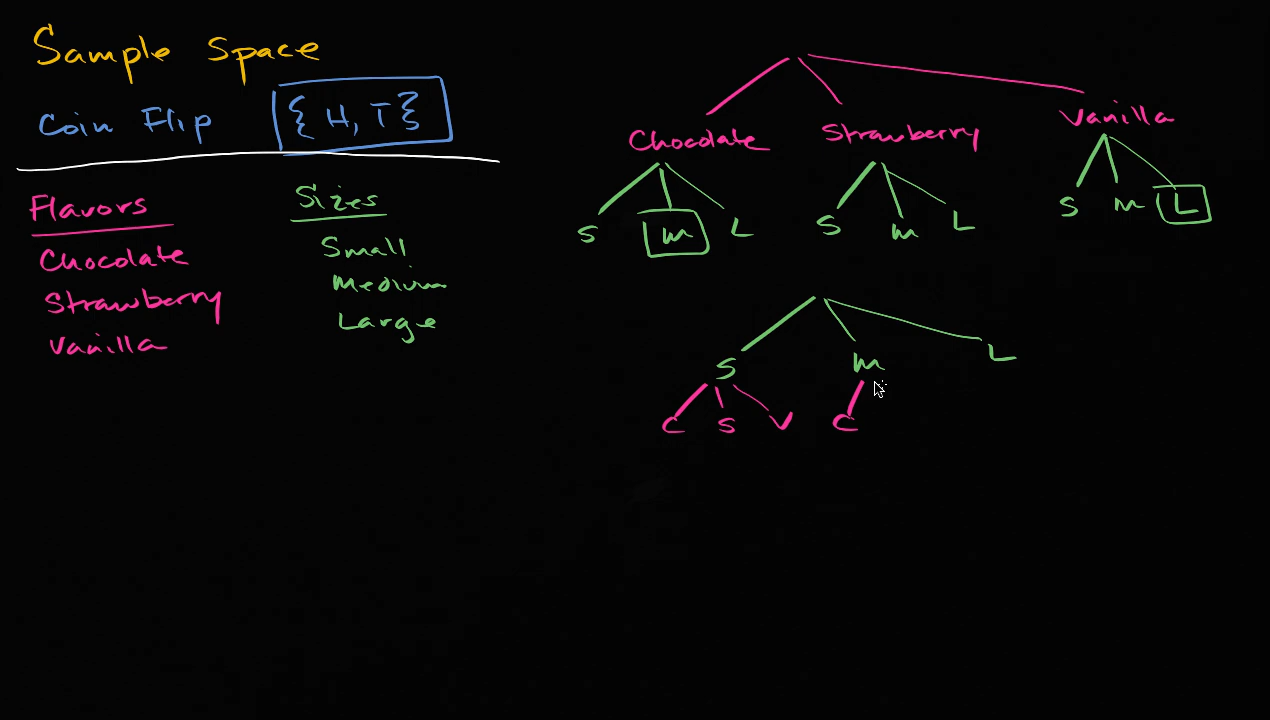 Sample Space
Coin Flip {H, T}
Flavors
Chocolate
Strawberry
Vanilla
Sizes
Small
Medium
Large
Chocolate Strawberry Vanilla
S M L S M L S M L
S M L
C S V C